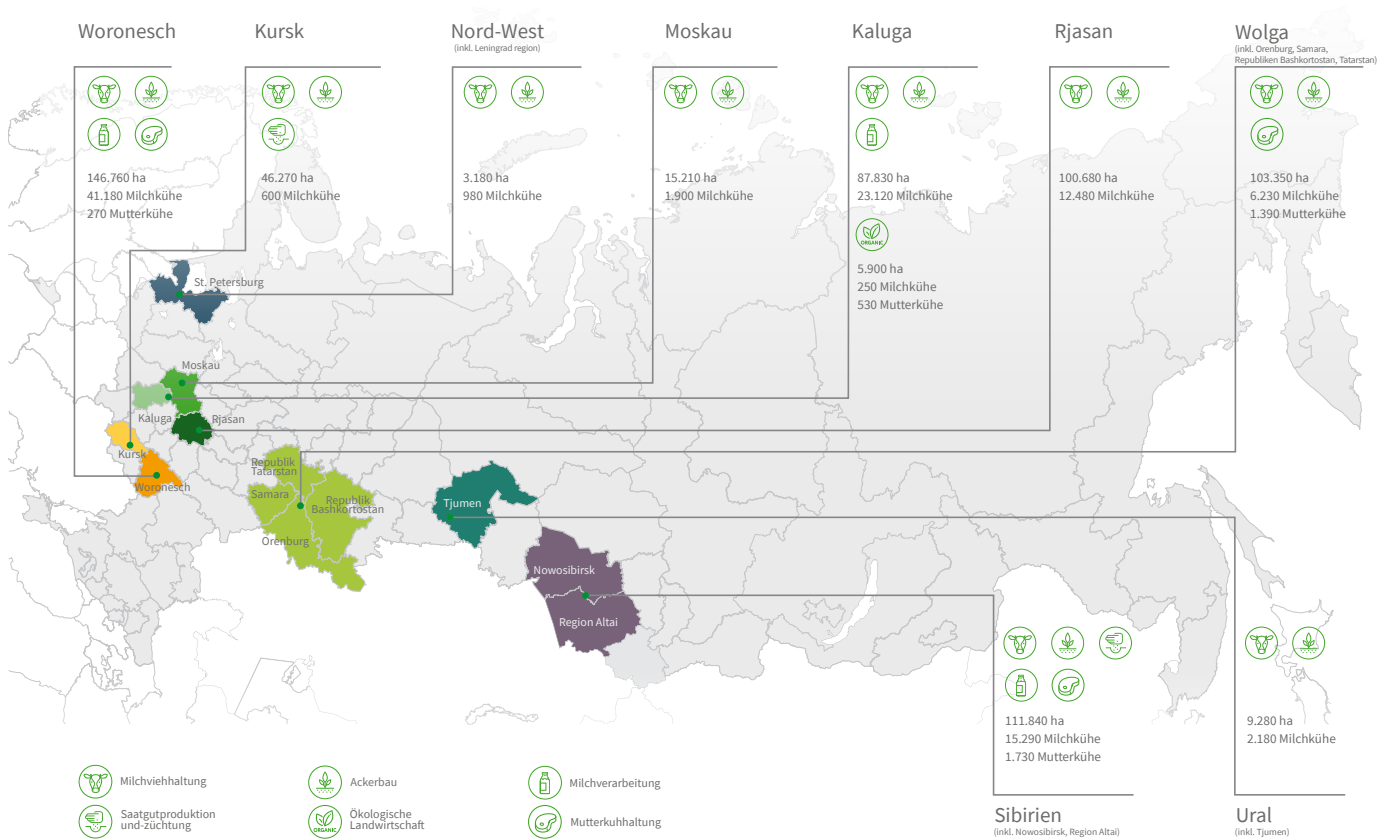 Woronesch
Kursk
Nord-West
(inkl. Leningrad region)
Moskau
Kaluga
Rjasan
Wolga
(inkl. Orenburg, Samara,
Republiken Bashkortostan, Tatarstan)
146.760 ha
41.180 Milchkühe
270 Mutterkühe
46.270 ha
600 Milchkühe
3.180 ha
980 Milchkühe
15.210 ha
1.900 Milchkühe
87.830 ha
23.120 Milchkühe
ORGANIC
5.900 ha
250 Milchkühe
530 Mutterkühe
100.680 ha
12.480 Milchkühe
103.350 ha
6.230 Milchkühe
1.390 Mutterkühe
St. Petersburg
Moskau
Kaluga
Rjasan
Kursk
Woronesch
Republik
Tatarstan
Samara
Republik
Bashkortostan
Orenburg
Tjumen
Nowosibirsk
Region Altai
111.840 ha
15.290 Milchkühe
1.730 Mutterkühe
Sibirien
(inkl. Nowosibirsk, Region Altai)
9.280 ha
2.180 Milchkühe
Ural
(inkl. Tjumen)
Milchviehhaltung
Ackerbau
Milchverarbeitung
Saatgutproduktion
und-züchtung
ORGANIC
Ökologische
Landwirtschaft
Mutterkuhhaltung